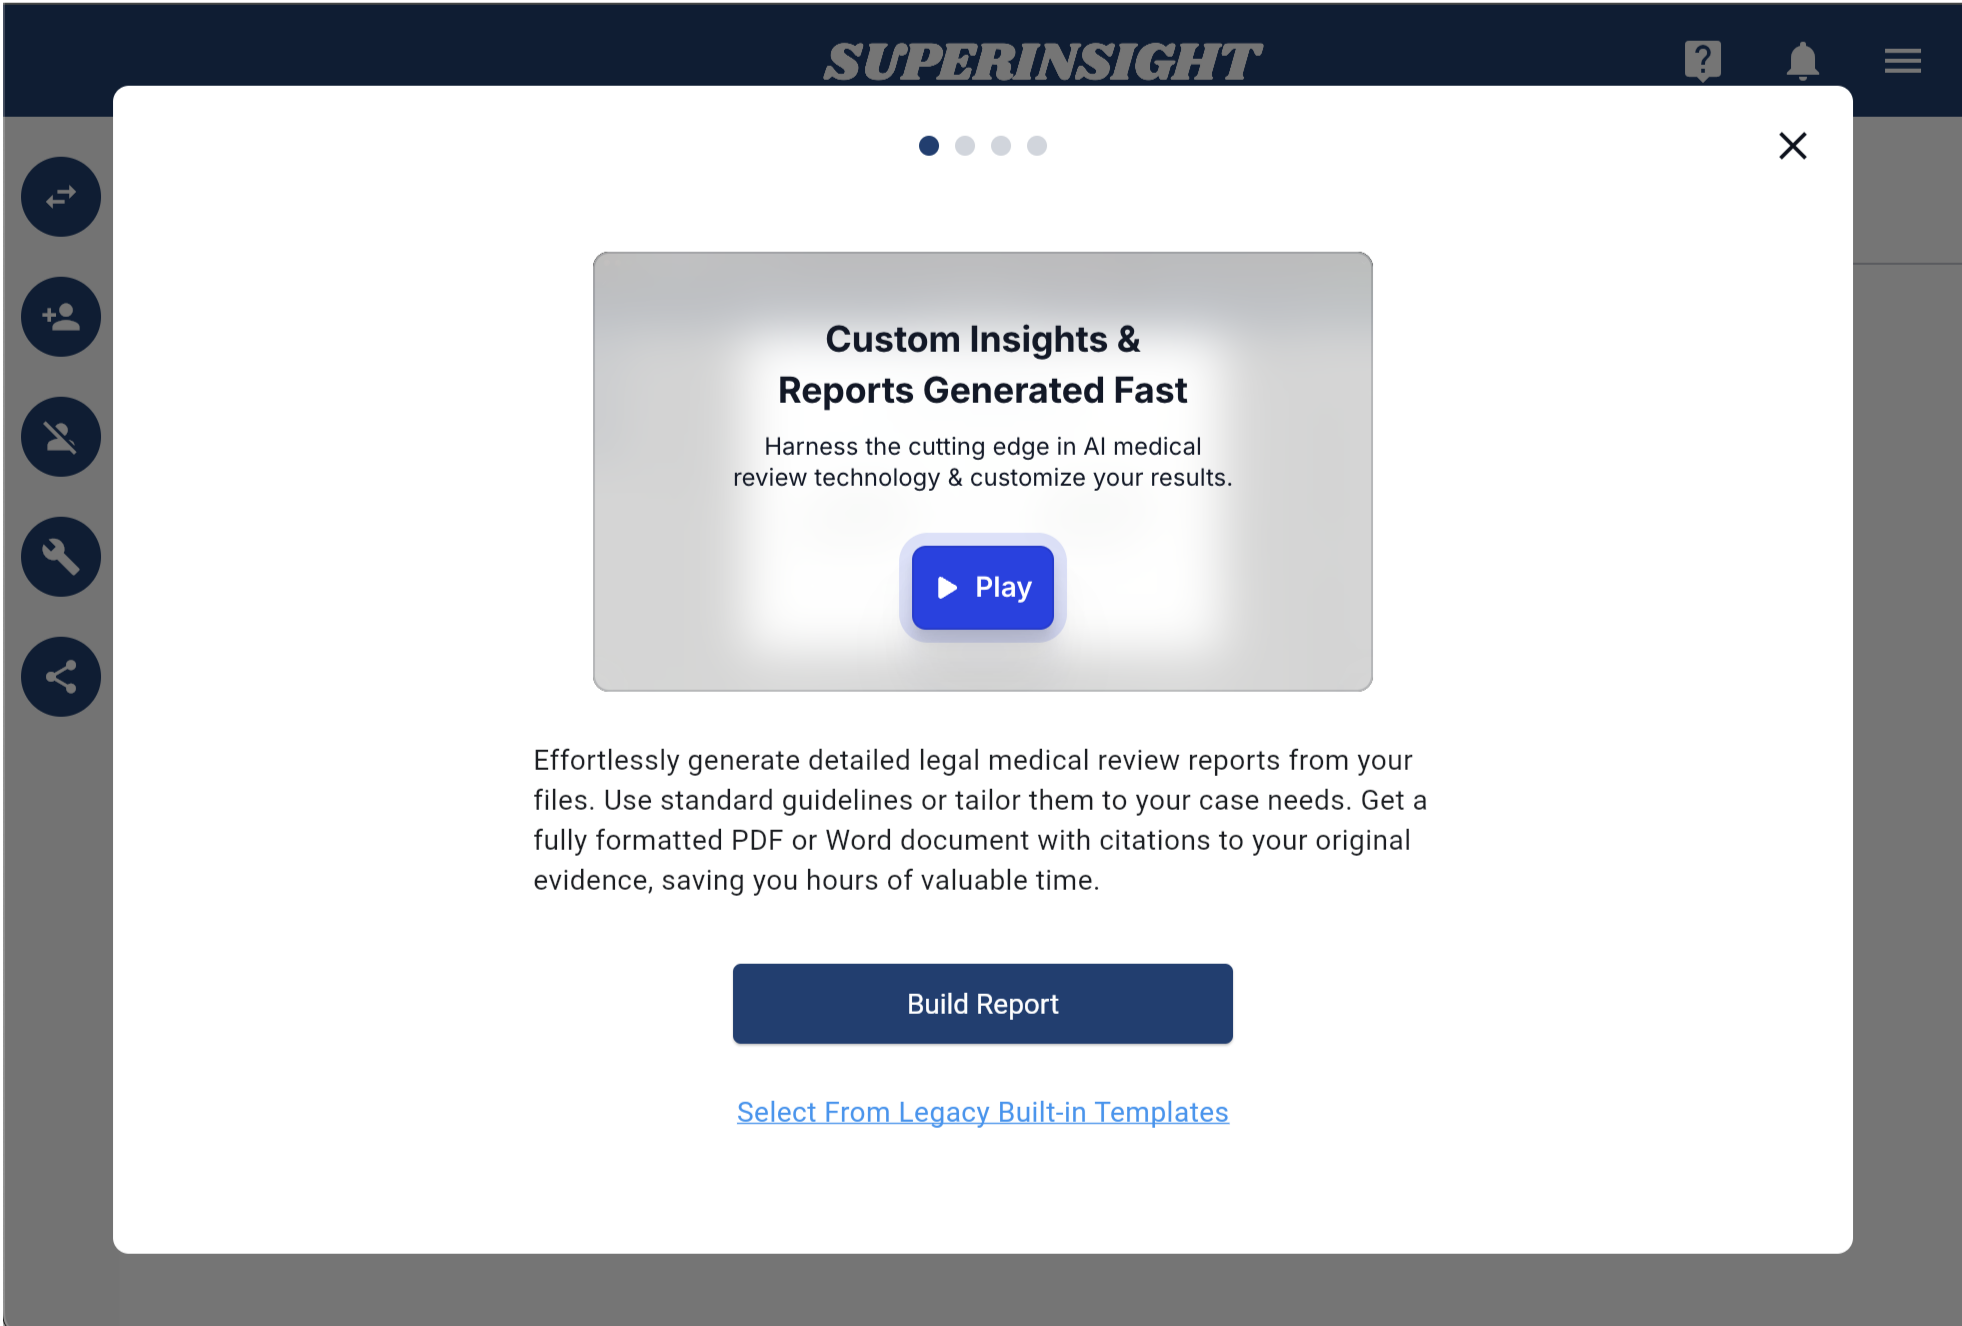 SUPERINSIGHT
Custom Insights &
Reports Generated Fast
Harness the cutting edge in AI medical
review technology & customize your results.
Play
Effortlessly generate detailed legal medical review reports from your
files. Use standard guidelines or tailor them to your case needs. Get a
fully formatted PDF or Word document with citations to your original
evidence, saving you hours of valuable time.
Build Report
Select From Legacy Built-in Templates